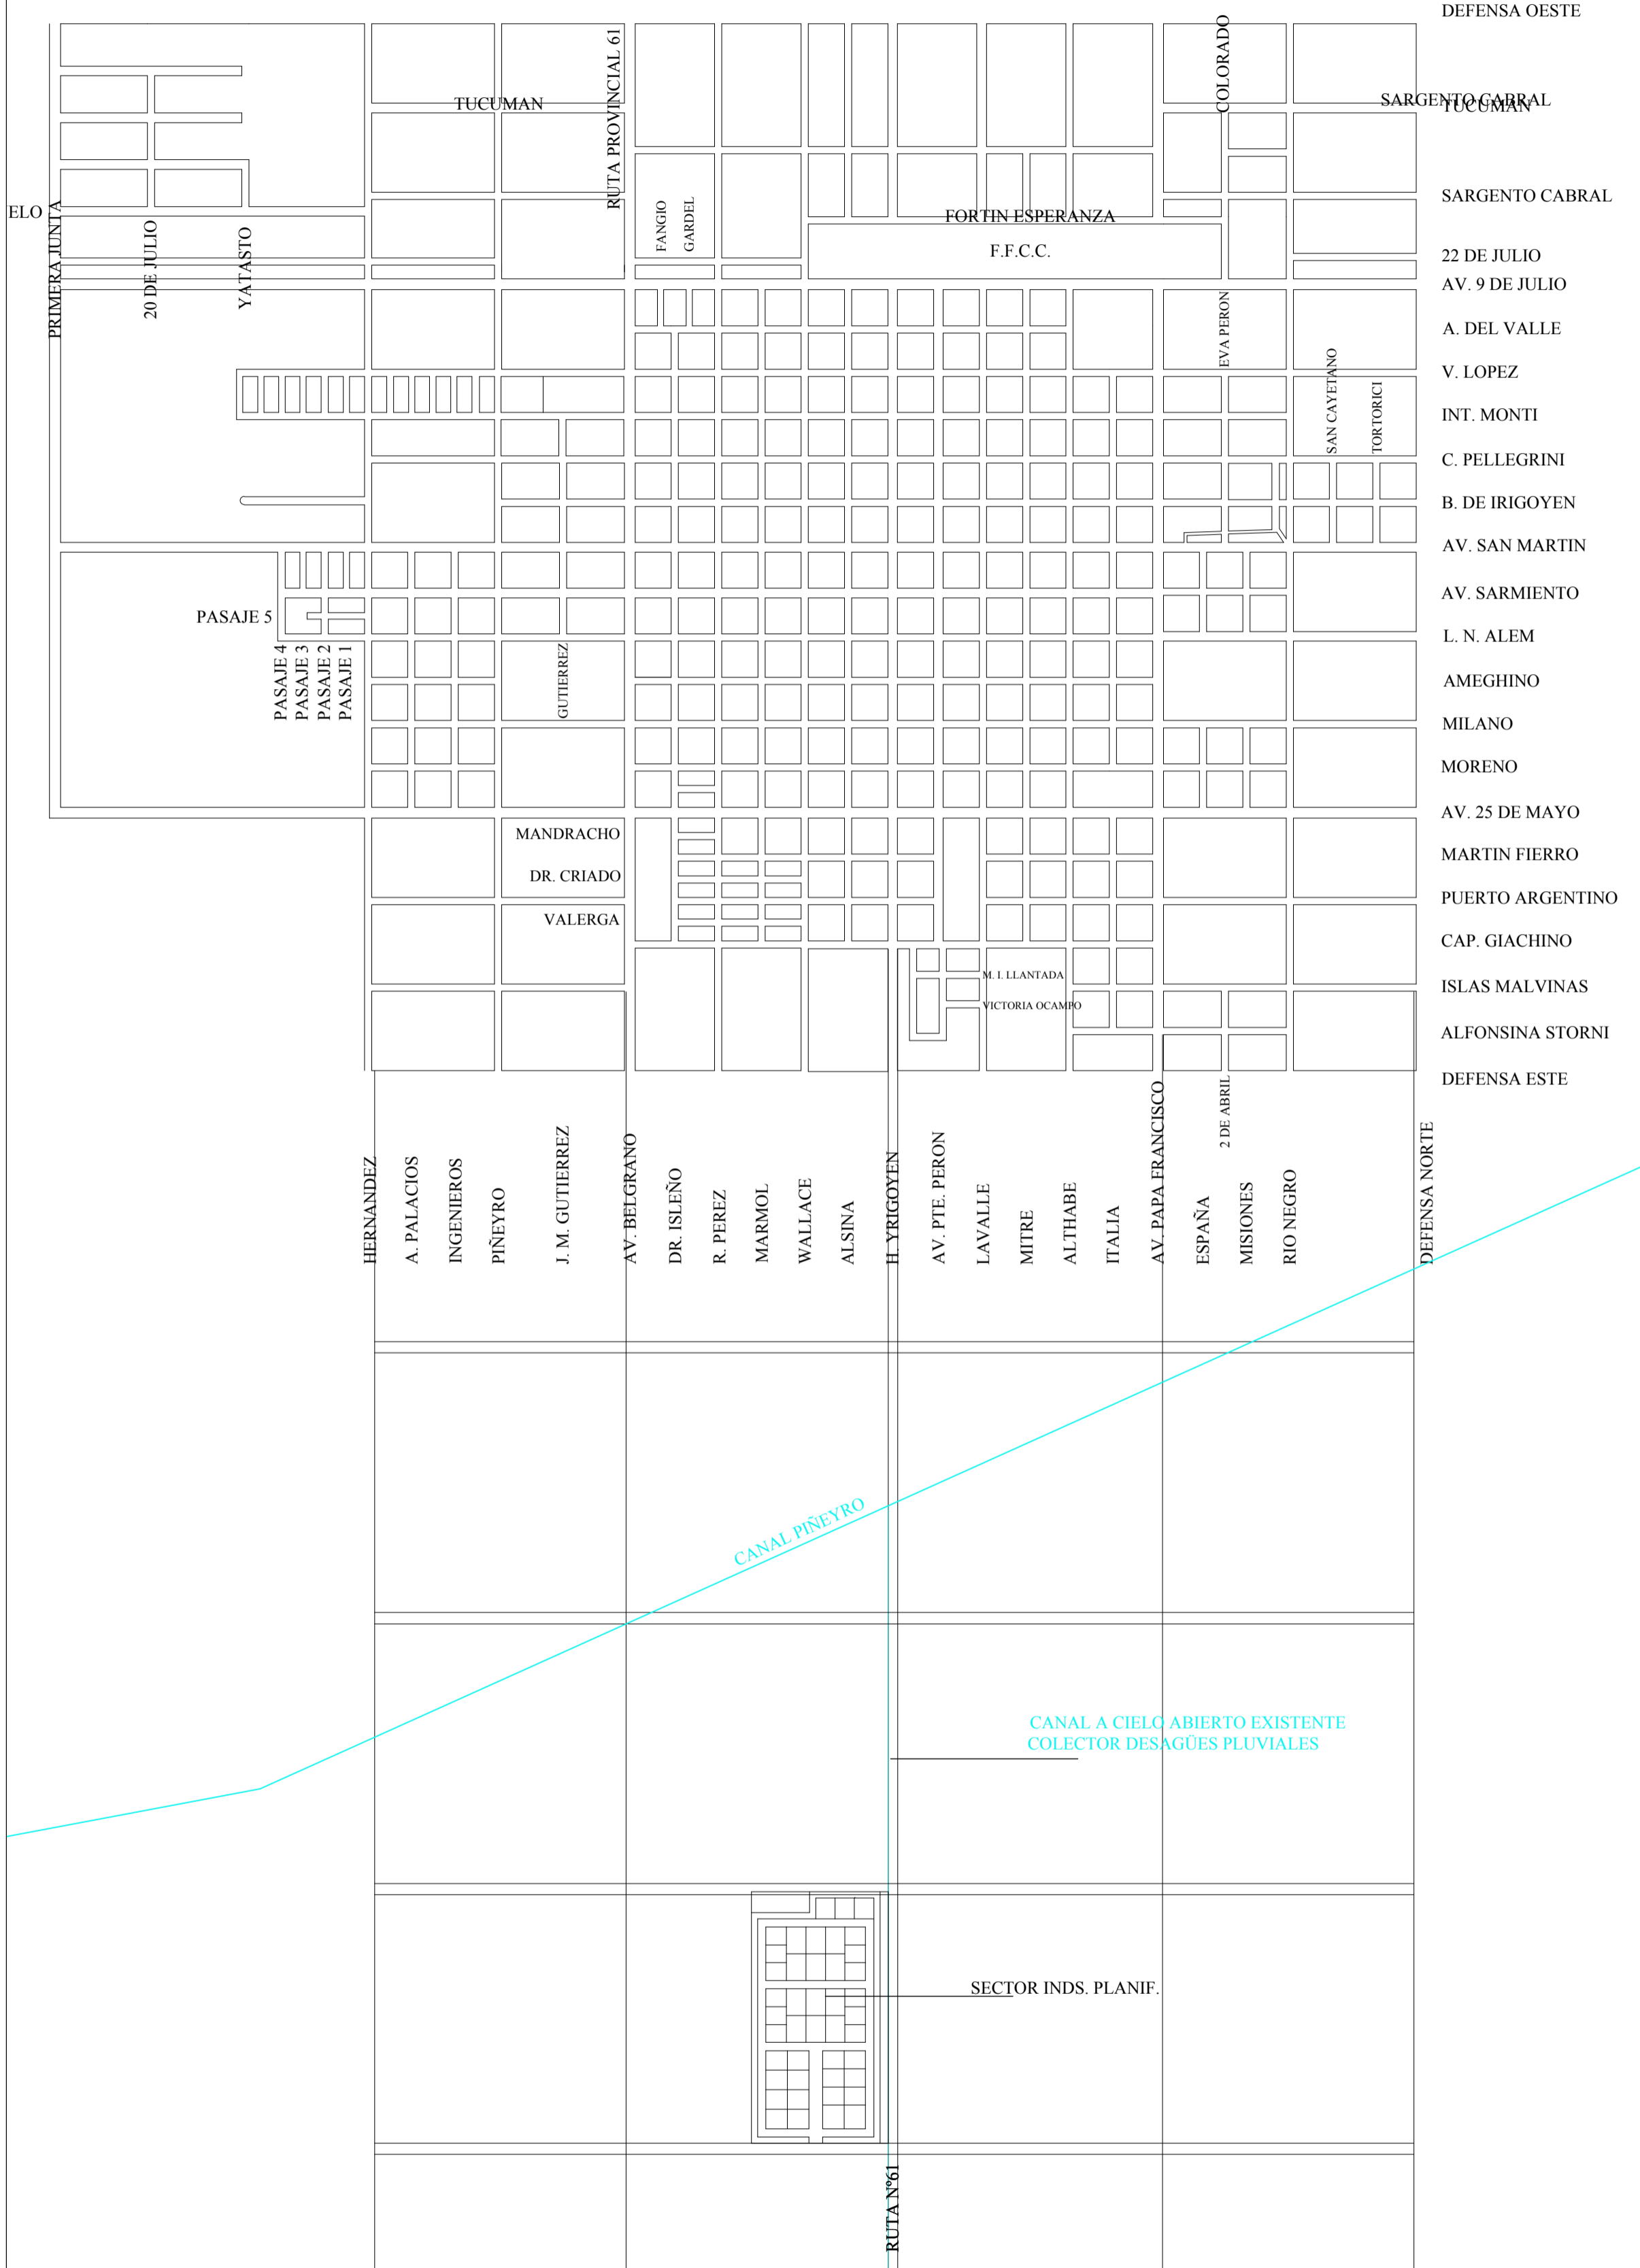 DEFENSA OESTE
COLORADO
RUTA PROVINCIAL 61
TUCUMAN
SARGENTO CABRAL
TUCUMAN
SARGENTO CABRAL
ELO
PRIMERA JUNTA
20 DE JULIO
YATASTO
FANGIO
GARDEL
FORTIN ESPERANZA
F.F.C.C.
22 DE JULIO
AV. 9 DE JULIO
EVA PERON
A. DEL VALLE
V. LOPEZ
SAN CAYETANO
TORTORICI
INT. MONTI
C. PELLEGRINI
B. DE IRIGOYEN
AV. SAN MARTIN
AV. SARMIENTO
PASAJE 5
L. N. ALEM
PASAJE 4
PASAJE 3
PASAJE 2
PASAJE 1
GUTIERREZ
AMEGHINO
MILANO
MORENO
AV. 25 DE MAYO
MANDRACHO
MARTIN FIERRO
DR. CRIADO
PUERTO ARGENTINO
VALERGA
CAP. GIACHINO
M. I. LLANTADA
ISLAS MALVINAS
VICTORIA OCAMPO
ALFONSINA STORNI
DEFENSA ESTE
HERNANDEZ
A. PALACIOS
INGENIEROS
PIÑEYRO
J. M. GUTIERREZ
AV. BELGRANO
DR. ISLEÑO
R. PEREZ
MARMOL
WALLACE
ALSINA
H. YRIGOYEN
AV. PTE. PERON
LAVALLE
MITRE
ALTHABE
ITALIA
AV. PAPA FRANCISCO
ESPAÑA
2 DE ABRIL
MISIONES
RIO NEGRO
DEFENSA NORTE
CANAL PIÑEYRO
CANAL A CIELO ABIERTO EXISTENTE
COLECTOR DESAGÜES PLUVIALES
SECTOR INDS. PLANIF.
RUTA Nº61